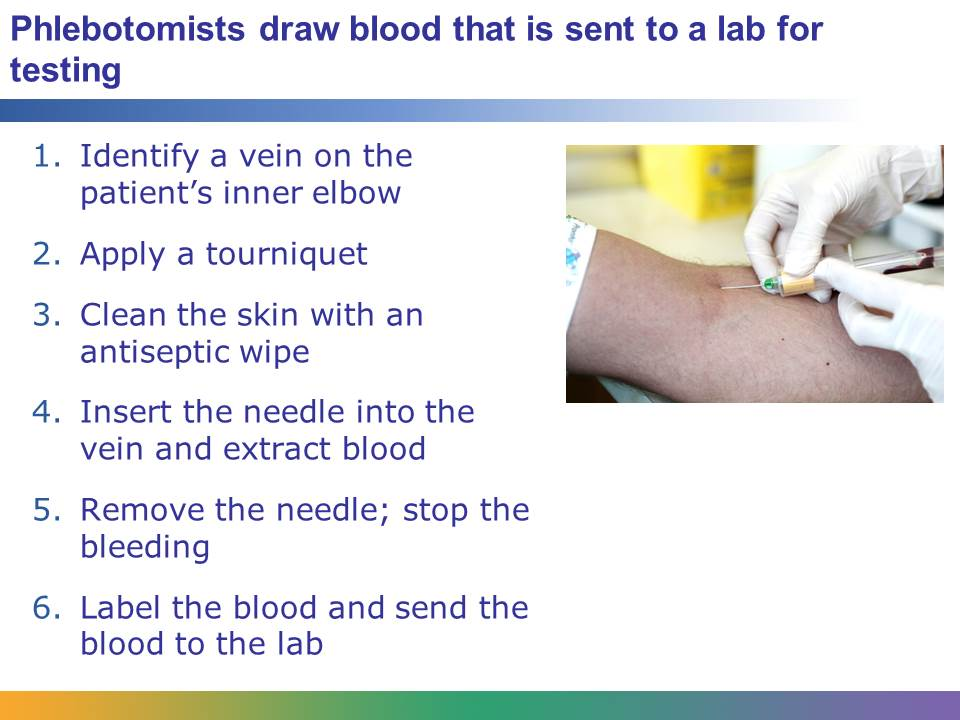 Phlebotomists draw blood that is sent to a lab for
testing
1. Identify a vein on the
patient’s inner elbow
2. Apply a tourniquet
3. Clean the skin with an
antiseptic wipe
4. Insert the needle into the
vein and extract blood
5. Remove the needle; stop the
bleeding
6. Label the blood and send the
blood to the lab